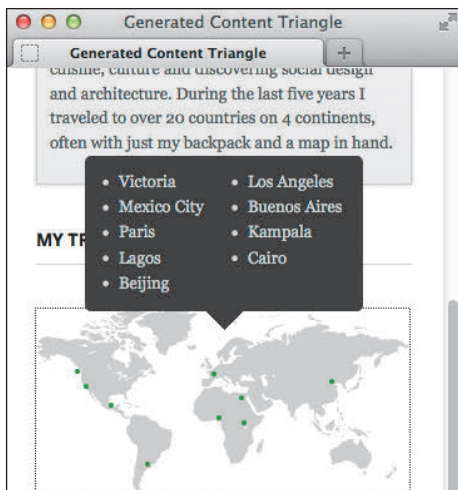 Generated Content Triangle
Generated Content Triangle
cuisine, culture and discovering social design
and architecture. During the last five years I
traveled to over 20 countries on 4 continents,
often with just my backpack and a map in hand.
Victoria
Mexico City
Paris
Lagos
Beijing
Los Angeles
Buenos Aires
Kampala
Cairo
MY TR